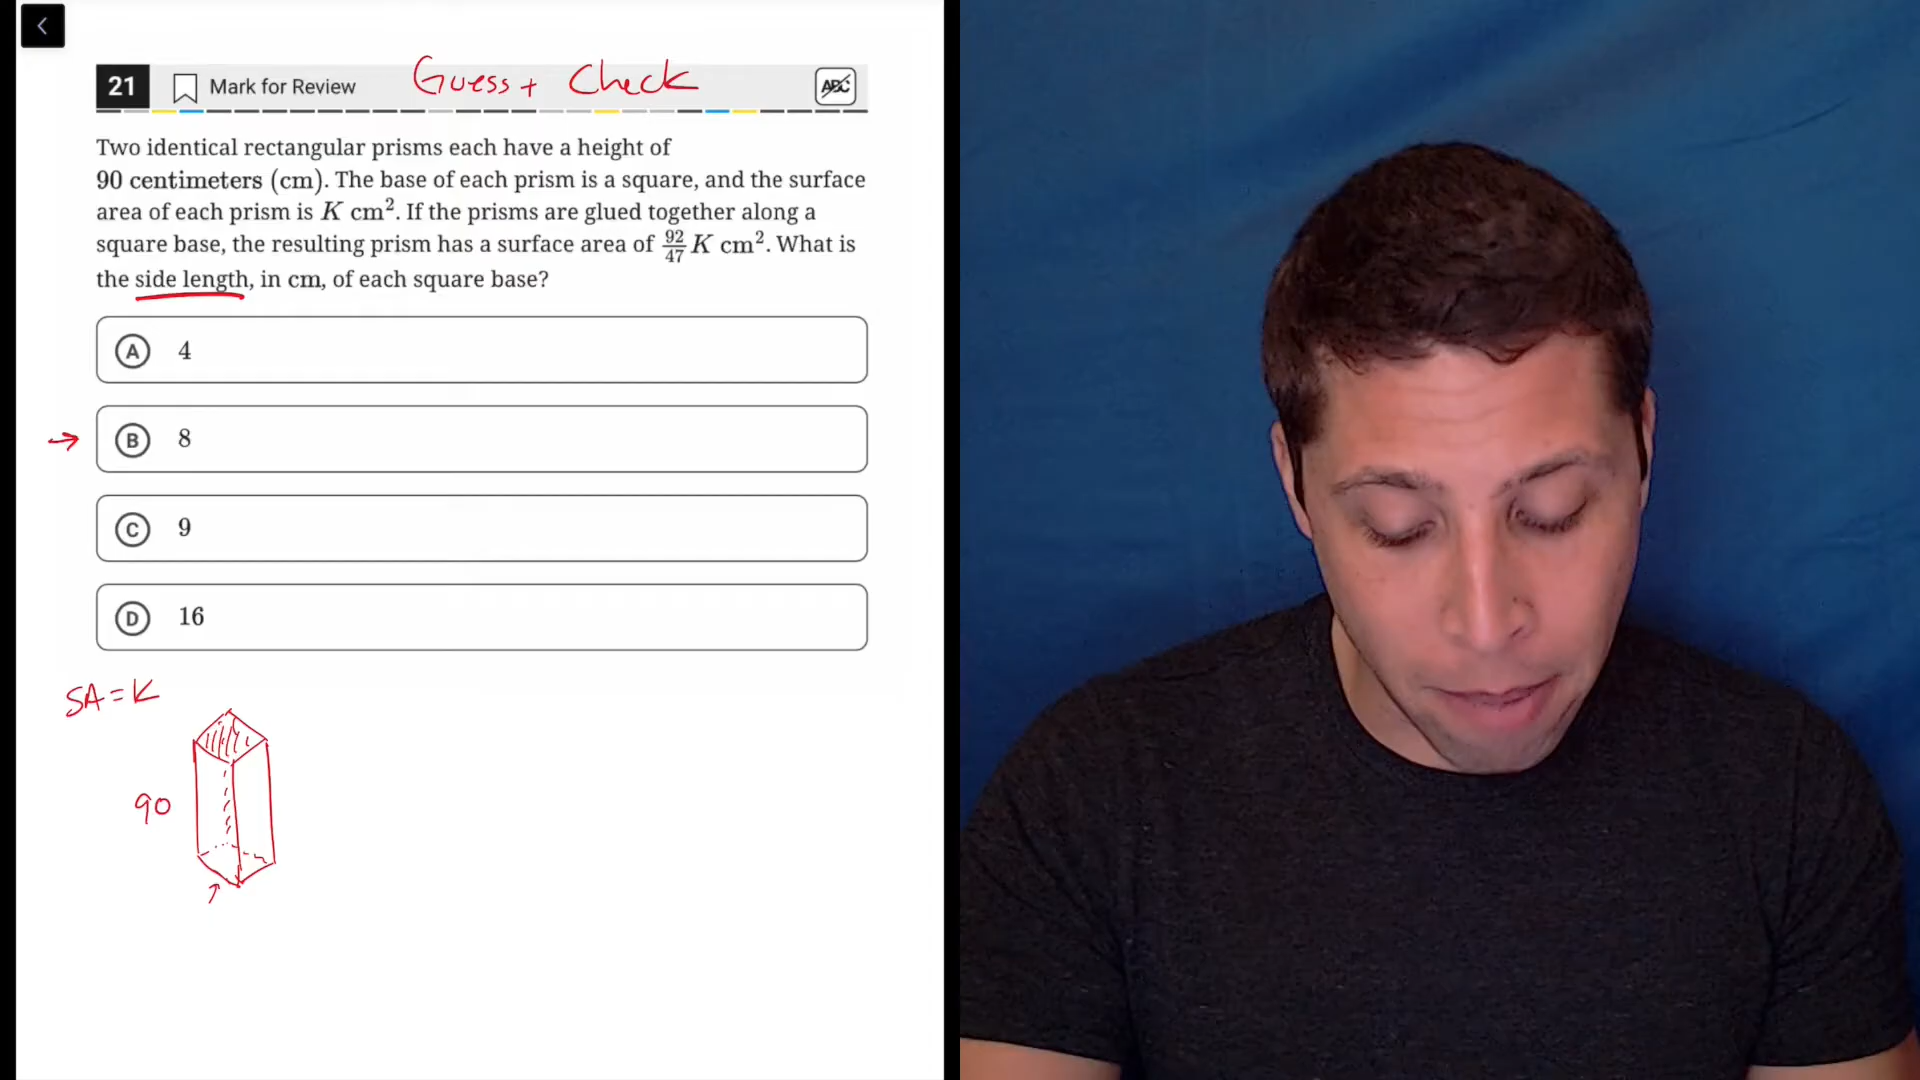 21 Mark for Review Guess + Check ABC
Two identical rectangular prisms each have a height of
90 centimeters (cm). The base of each prism is a square, and the surface
area of each prism is K cm². If the prisms are glued together along a
square base, the resulting prism has a surface area of 92/47 K cm². What is
the side length, in cm, of each square base?
A 4
→ B 8
C 9
D 16
SA = K
90